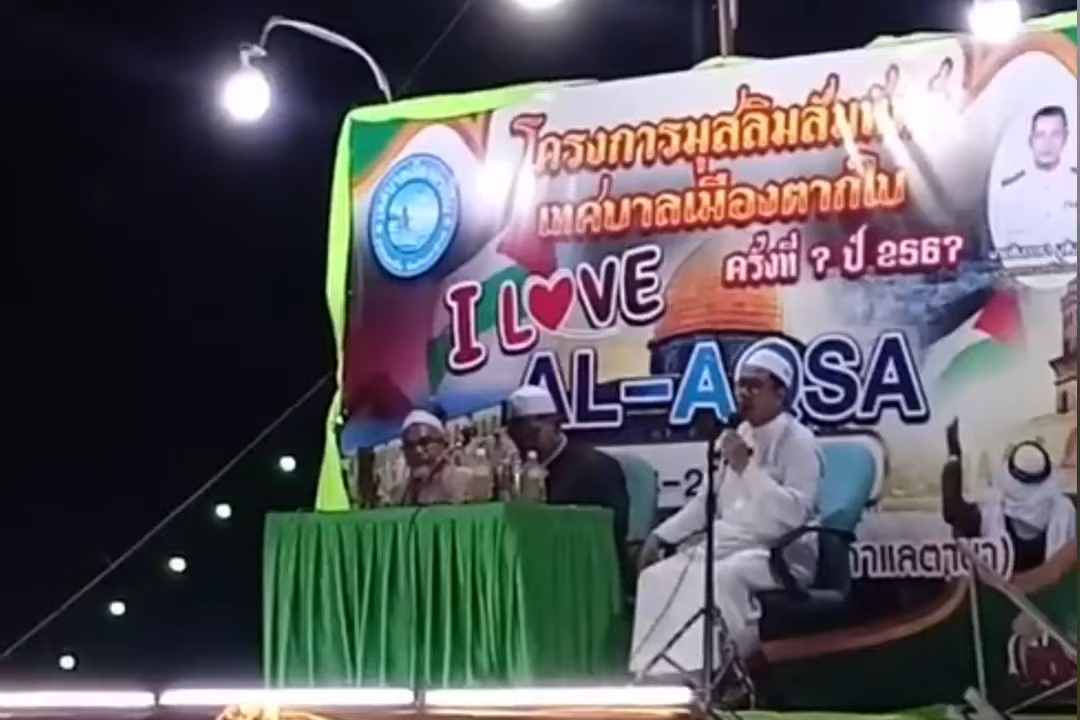 โครงการมุสลิมสัมพันธ์
เทศบาลเมืองตากใบ
ครั้งที่ ๗ ปี 2567
I LOVE
AL-AQSA